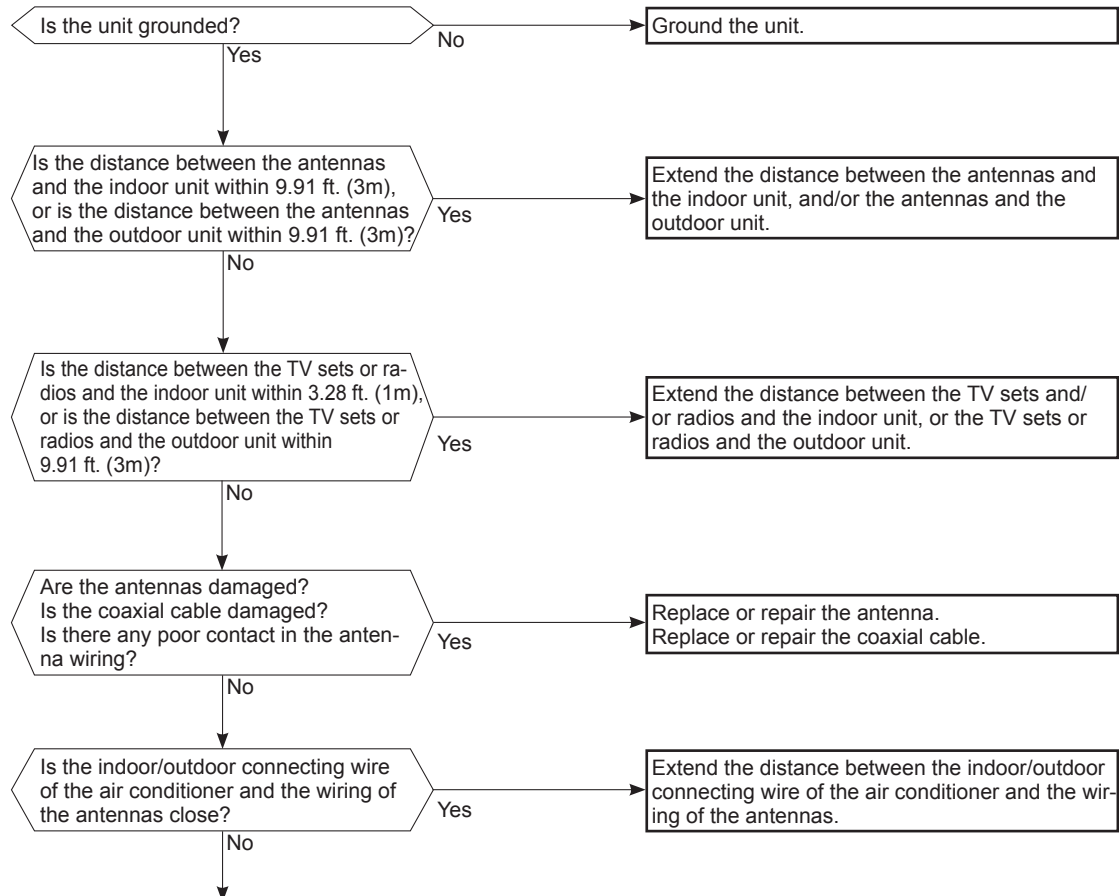 Is the unit grounded?
No
Ground the unit.
Yes
Is the distance between the antennas
and the indoor unit within 9.91 ft. (3m),
or is the distance between the antennas
and the outdoor unit within 9.91 ft. (3m)?
Yes
Extend the distance between the antennas and
the indoor unit, and/or the antennas and the
outdoor unit.
No
Is the distance between the TV sets or ra-
dios and the indoor unit within 3.28 ft. (1m),
or is the distance between the TV sets or
radios and the outdoor unit within
9.91 ft. (3m)?
Yes
Extend the distance between the TV sets and/
or radios and the indoor unit, or the TV sets or
radios and the outdoor unit.
No
Are the antennas damaged?
Is the coaxial cable damaged?
Is there any poor contact in the anten-
na wiring?
Yes
Replace or repair the antenna.
Replace or repair the coaxial cable.
No
Is the indoor/outdoor connecting wire
of the air conditioner and the wiring of
the antennas close?
Yes
Extend the distance between the indoor/outdoor
connecting wire of the air conditioner and the wir-
ing of the antennas.
No